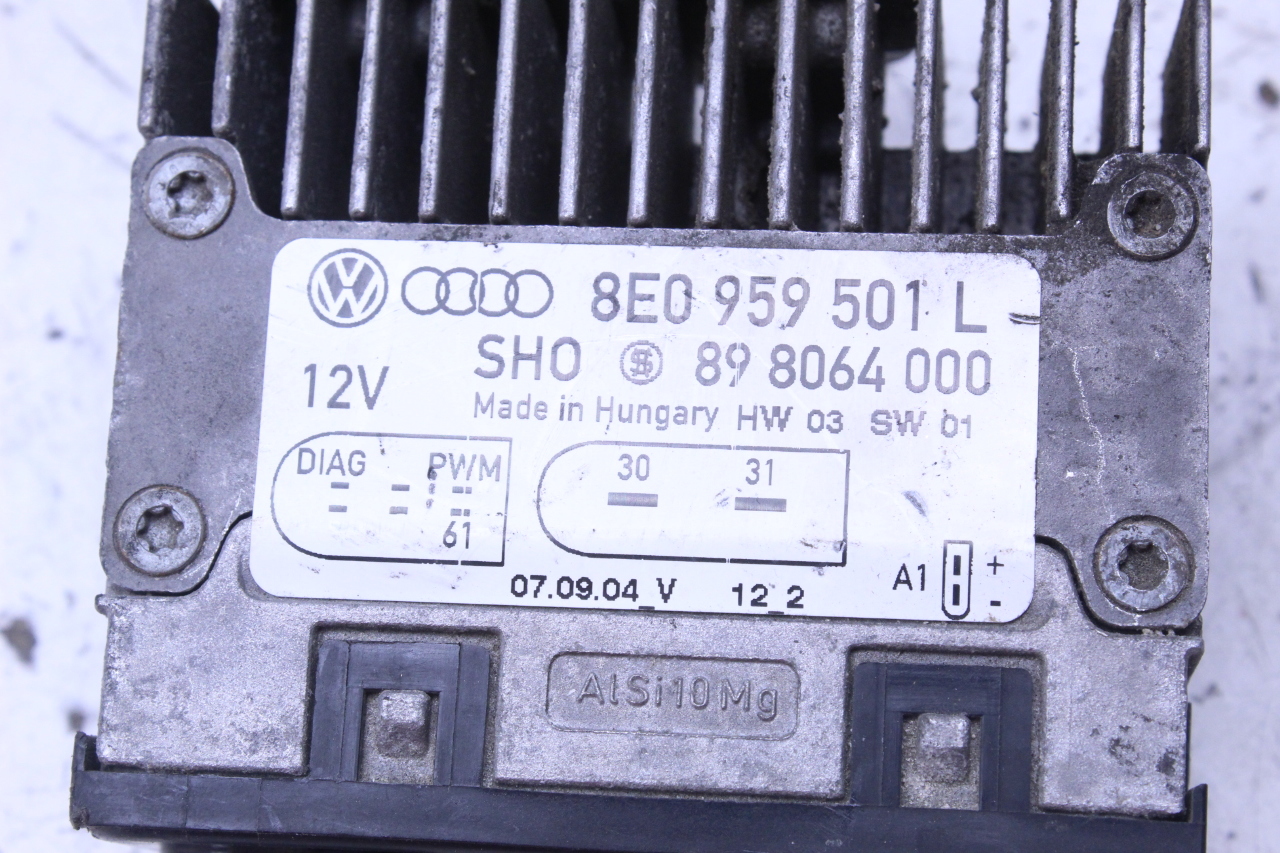 8E0 959 501 L
SHO 89 8064 000
12V
Made in Hungary HW 03 SW 01
DIAG PWM
61
30 31
A1 + -
07.09.04_V 12_2
AlSi10Mg